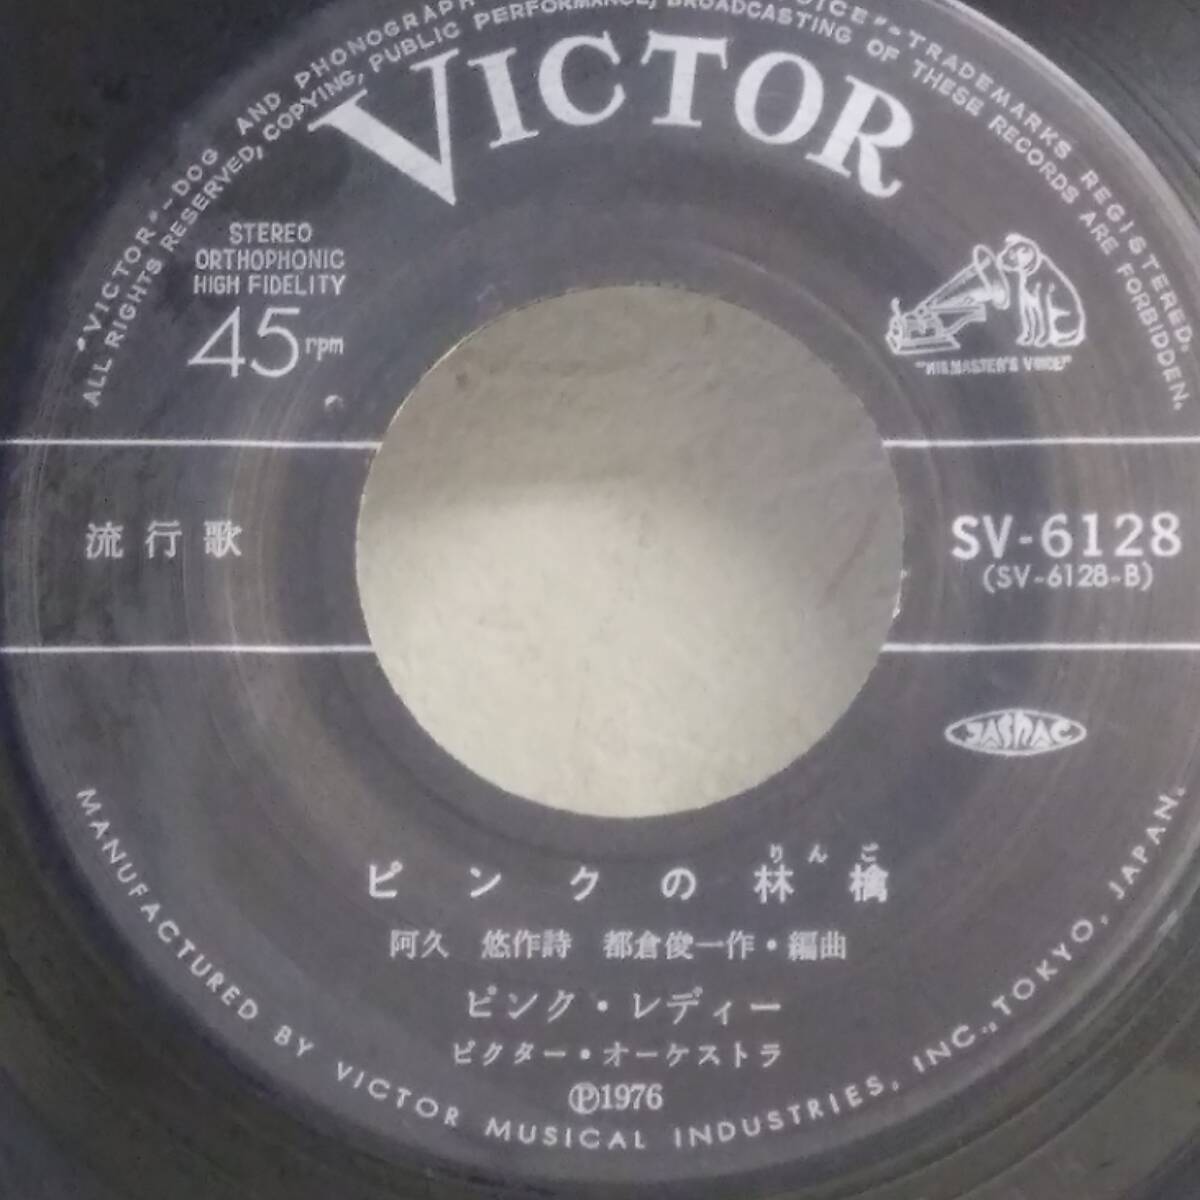 "VICTOR"-DOG AND PHONOGRAPH OICE"-TRADEMARKS REGISTERED.
ALL RIGHTS RESERVED, COPYING, PUBLIC PERFORMANCE, BROADCASTING OF THESE RECORDS ARE FORBIDDEN.
VICTOR
STEREO
ORTHOPHONIC
HIGH FIDELITY
45rpm
"HIS MASTER'S VOICE"
流行歌
SV-6128
(SV-6128-B)
JASRAC
りんご
ピンクの林檎
阿久 悠作詩 都倉俊一作・編曲
ピンク・レディー
ビクター・オーケストラ
Ⓟ1976
MANUFACTURED BY VICTOR MUSICAL INDUSTRIES, INC., TOKYO, JAPAN.